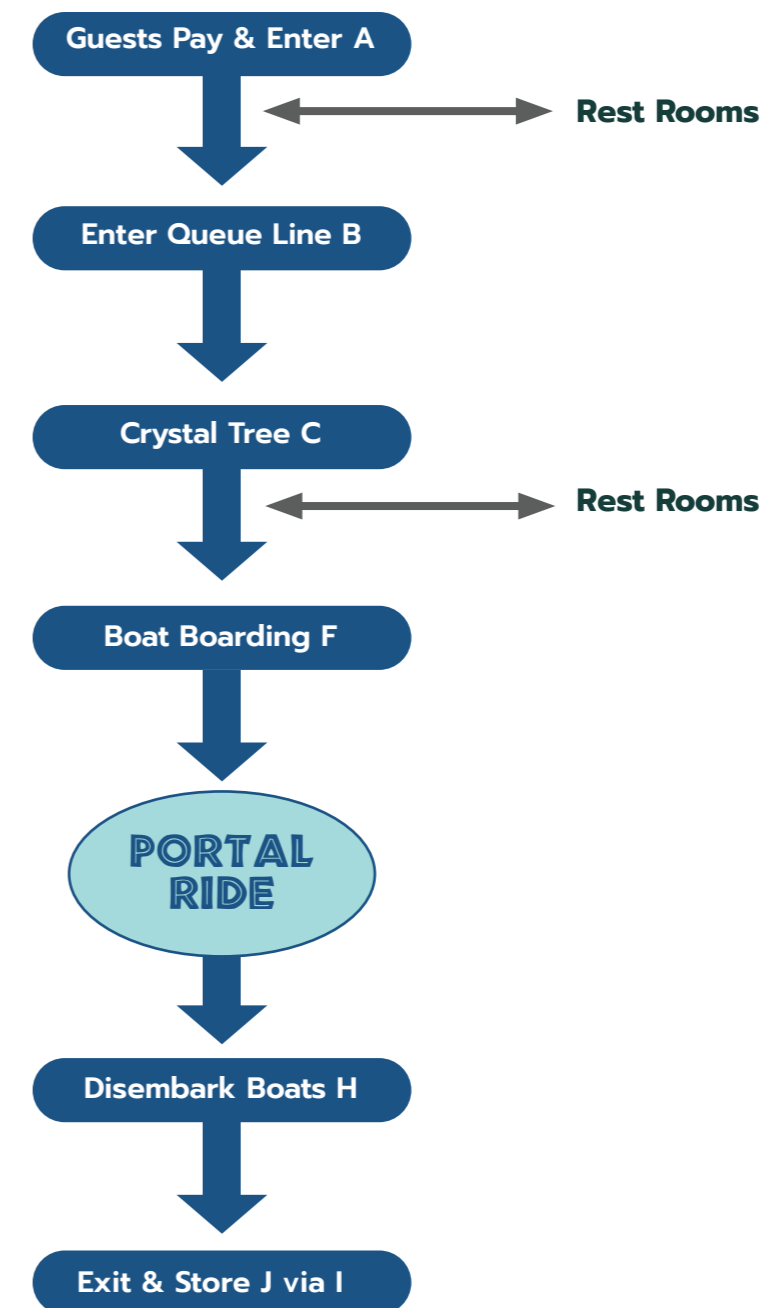 Guests Pay & Enter A
Rest Rooms
Enter Queue Line B
Crystal Tree C
Rest Rooms
Boat Boarding F
PORTAL
RIDE
Disembark Boats H
Exit & Store J via I